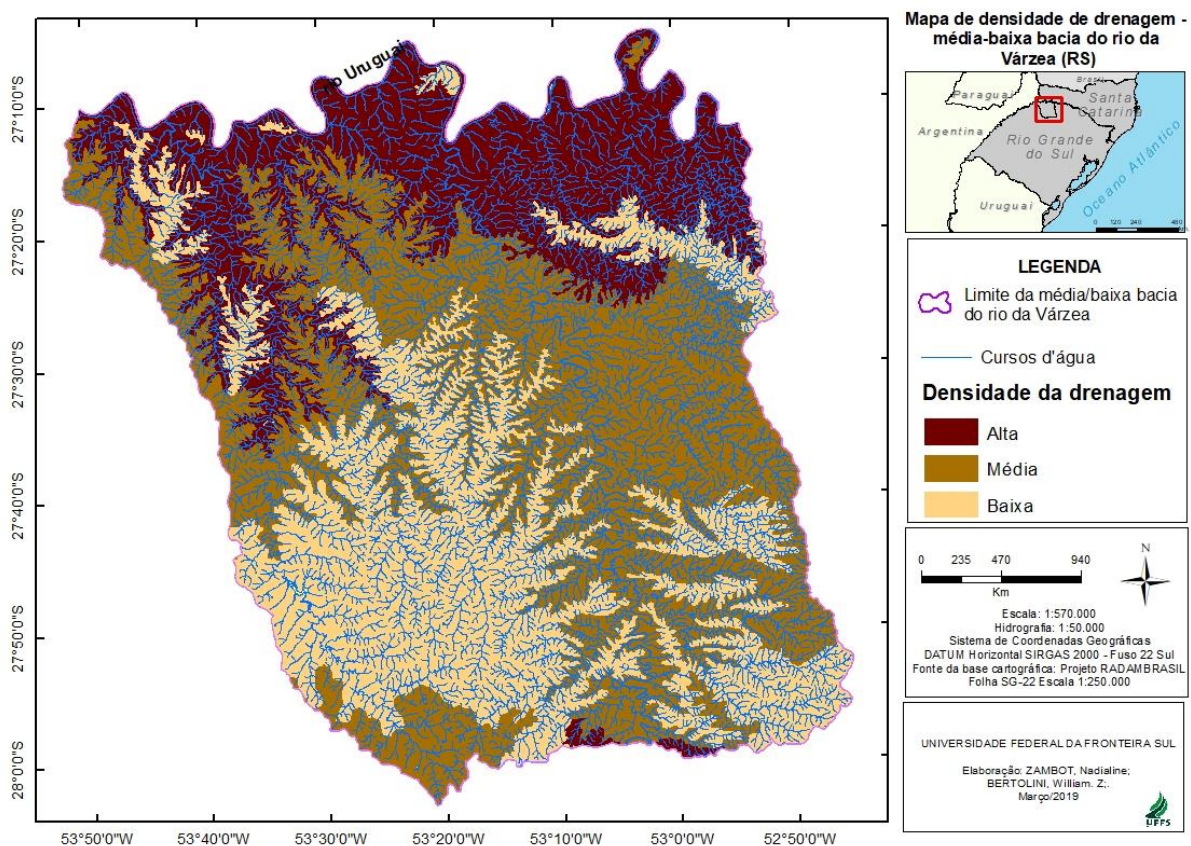 Mapa de densidade de drenagem -
média-baixa bacia do rio da
Várzea (RS)
rio Uruguai
27°10'0"S
27°20'0"S
27°30'0"S
27°40'0"S
27°50'0"S
28°0'0"S
53°50'0"W
53°40'0"W
53°30'0"W
53°20'0"W
53°10'0"W
53°0'0"W
52°50'0"W
Brasil
Paraguai
Santa
Catarina
Argentina
Rio Grande
do Sul
Uruguai
Oceano Atlântico
0 120 240 480
LEGENDA
Limite da média/baixa bacia
do rio da Várzea
Cursos d'água
Densidade da drenagem
Alta
Média
Baixa
0 235 470 940
Km
N
Escala: 1:570.000
Hidrografia: 1:50.000
Sistema de Coordenadas Geográficas
DATUM Horizontal SIRGAS 2000 - Fuso 22 Sul
Fonte da base cartográfica: Projeto RADAMBRASIL
Folha SG-22 Escala 1:250.000
UNIVERSIDADE FEDERAL DA FRONTEIRA SUL
Elaboração: ZAMBOT, Nadialine;
BERTOLINI, William. Z;.
Março/2019
UFFS